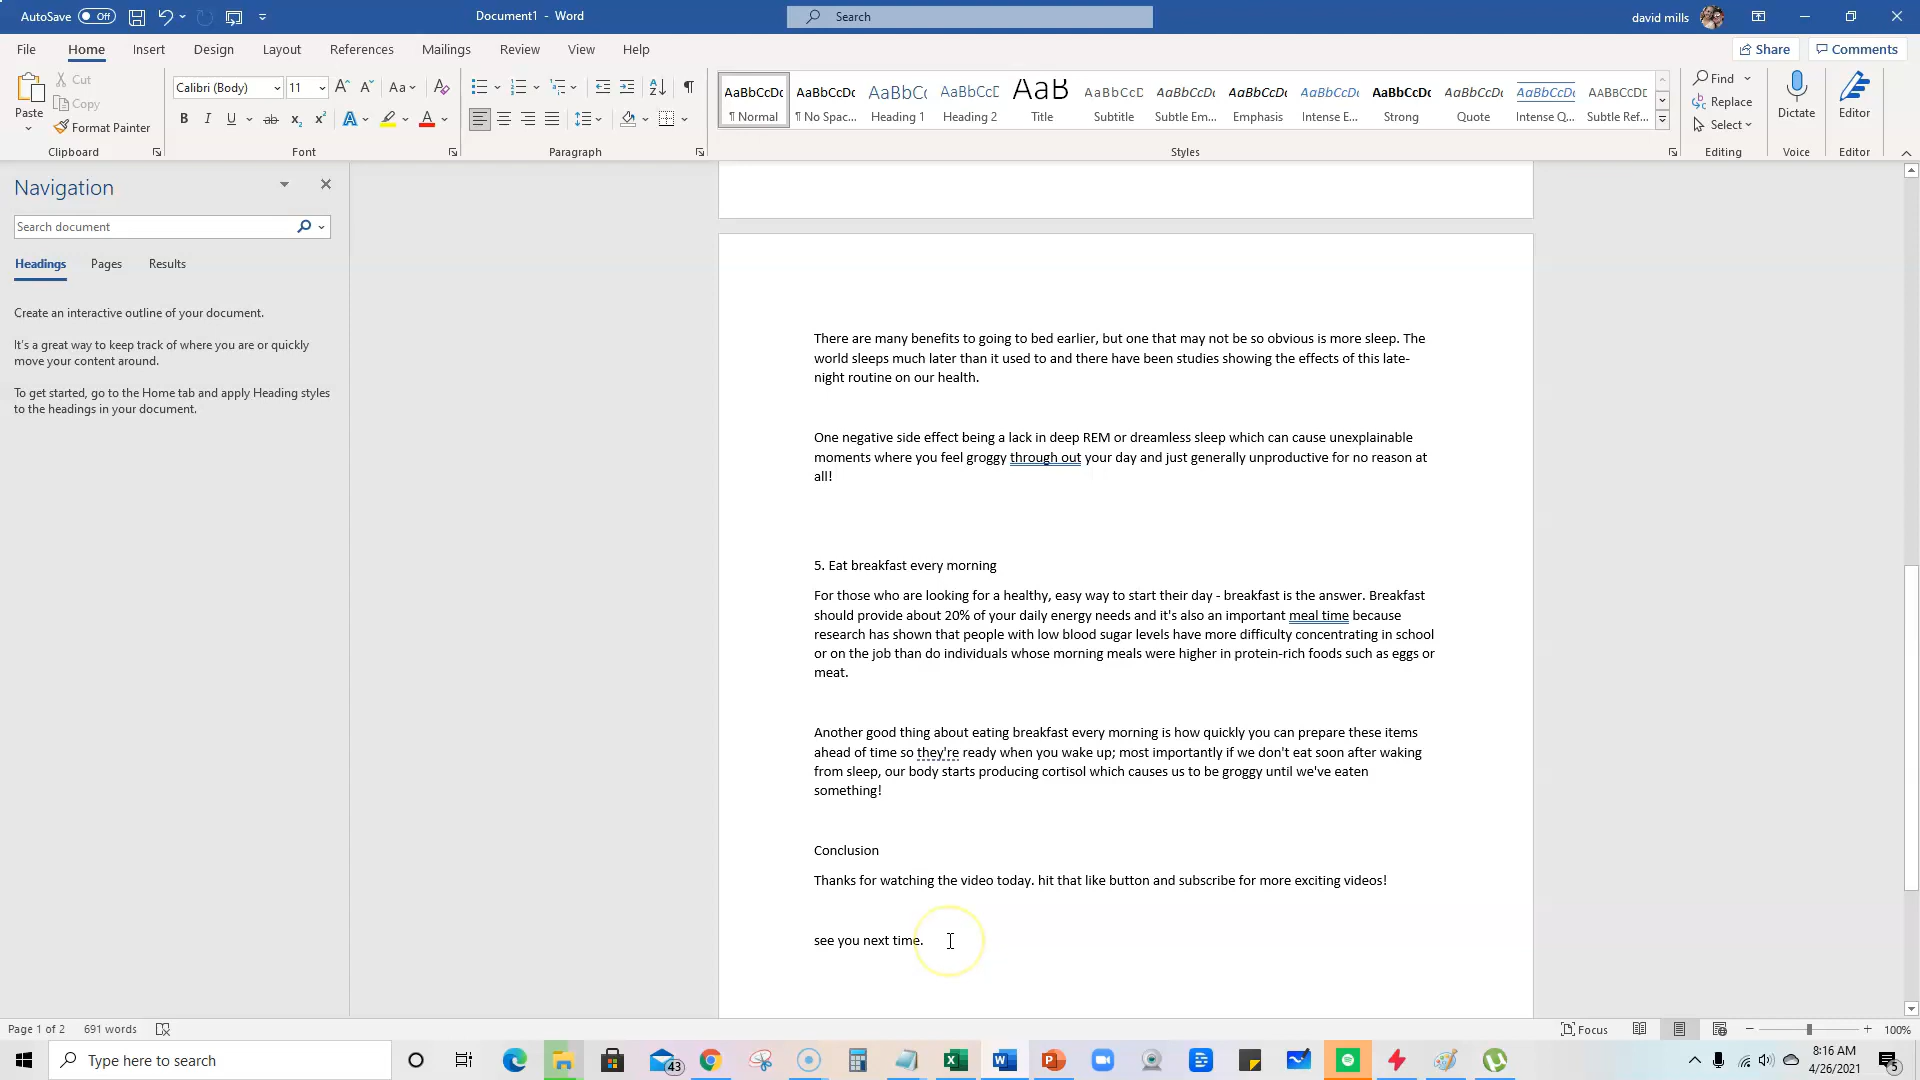 AutoSave Off Document1 - Word Search david mills
File Home Insert Design Layout References Mailings Review View Help Share Comments
Cut
Copy
Paste
Format Painter
Calibri (Body) 11
Clipboard Font Paragraph Styles Editing Voice Editor
AaBbCcDc ¶ Normal
AaBbCcDc ¶ No Spac...
AaBbCc Heading 1
AaBbCcD Heading 2
AaB Title
AaBbCcD Subtitle
AaBbCcDc Subtle Em...
AaBbCcDc Emphasis
AaBbCcDc Intense E...
AaBbCcDc Strong
AaBbCcDc Quote
AaBbCcDc Intense Q...
AABBCCDE Subtle Ref...
Find
Replace
Select
Dictate
Editor
Navigation
Search document
Headings Pages Results
Create an interactive outline of your document.
It's a great way to keep track of where you are or quickly
move your content around.
To get started, go to the Home tab and apply Heading styles
to the headings in your document.
There are many benefits to going to bed earlier, but one that may not be so obvious is more sleep. The
world sleeps much later than it used to and there have been studies showing the effects of this late-
night routine on our health.
One negative side effect being a lack in deep REM or dreamless sleep which can cause unexplainable
moments where you feel groggy through out your day and just generally unproductive for no reason at
all!
5. Eat breakfast every morning
For those who are looking for a healthy, easy way to start their day - breakfast is the answer. Breakfast
should provide about 20% of your daily energy needs and it's also an important meal time because
research has shown that people with low blood sugar levels have more difficulty concentrating in school
or on the job than do individuals whose morning meals were higher in protein-rich foods such as eggs or
meat.
Another good thing about eating breakfast every morning is how quickly you can prepare these items
ahead of time so they're ready when you wake up; most importantly if we don't eat soon after waking
from sleep, our body starts producing cortisol which causes us to be groggy until we've eaten
something!
Conclusion
Thanks for watching the video today. hit that like button and subscribe for more exciting videos!
see you next time.
Page 1 of 2 691 words Focus 100%
Type here to search 43 8:16 AM
4/26/2021 5